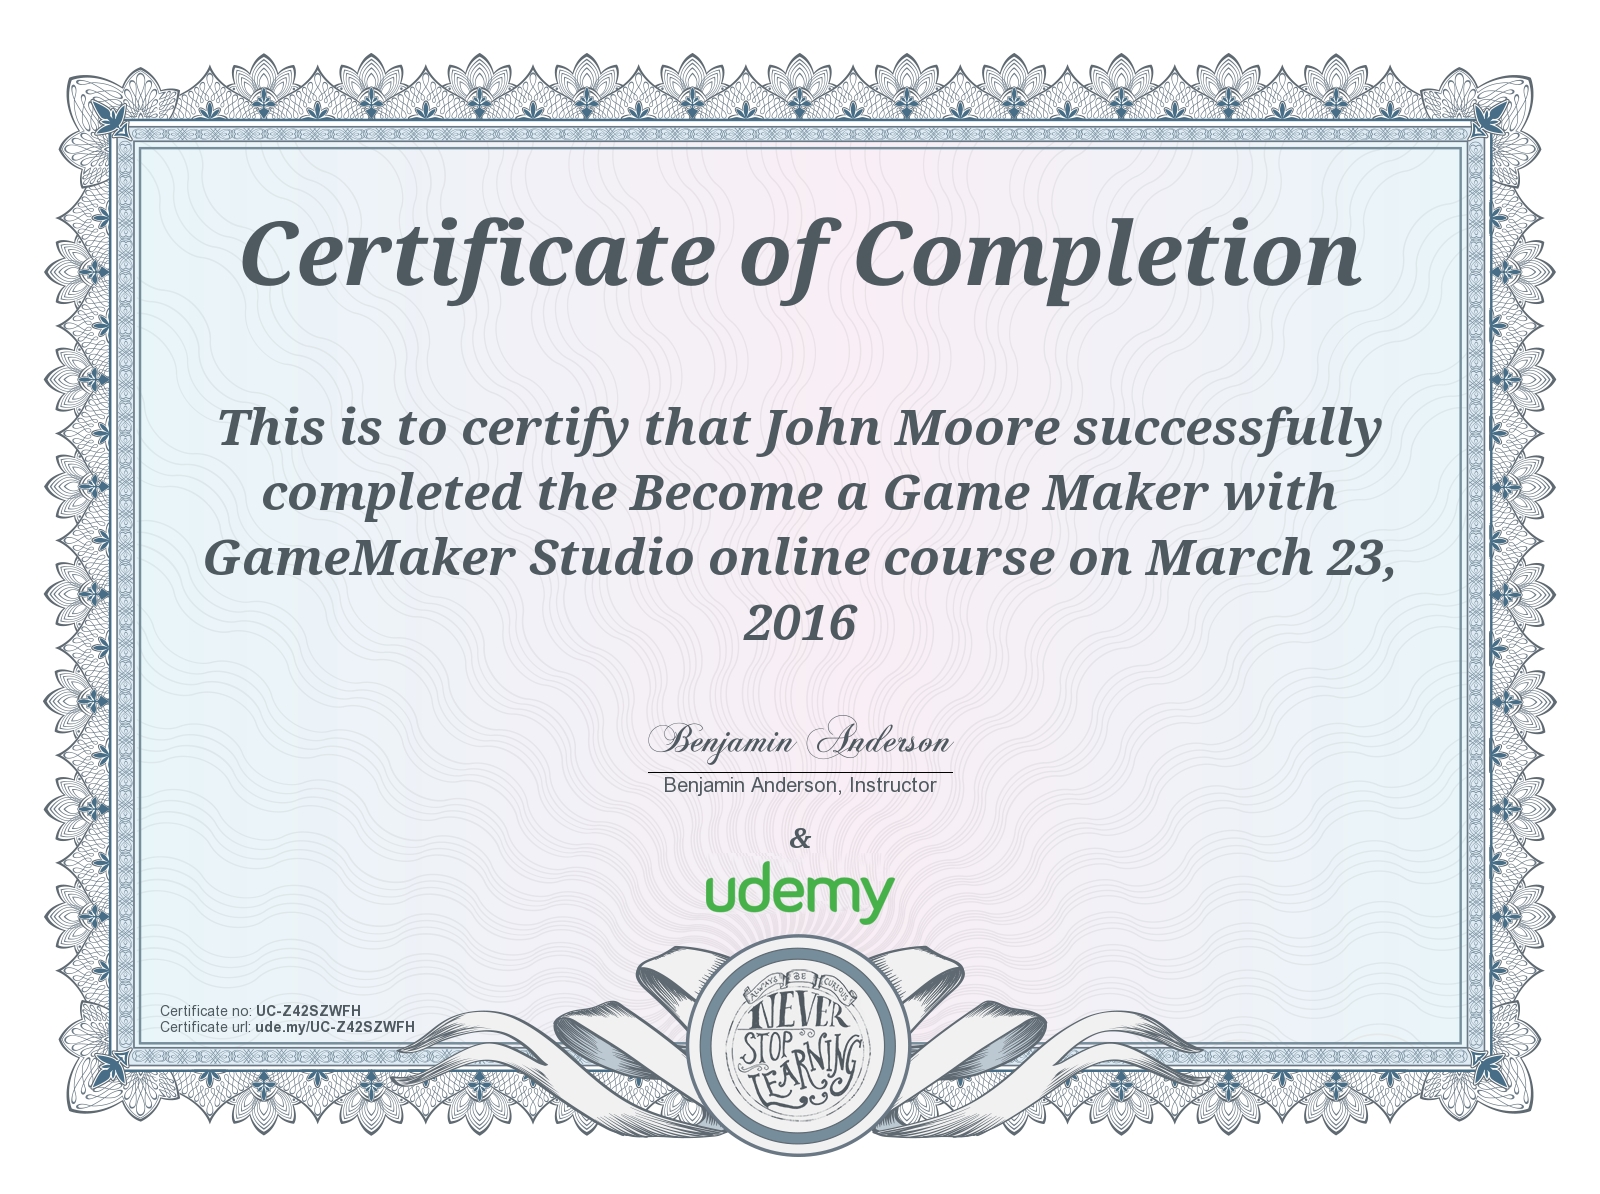 Certificate of Completion
This is to certify that John Moore successfully
completed the Become a Game Maker with
GameMaker Studio online course on March 23,
2016
Benjamin Anderson
Benjamin Anderson, Instructor
&
udemy
Certificate no: UC-Z42SZWFH
Certificate url: ude.my/UC-Z42SZWFH
ALWAYS BE CURIOUS
NEVER
STOP
LEARNING